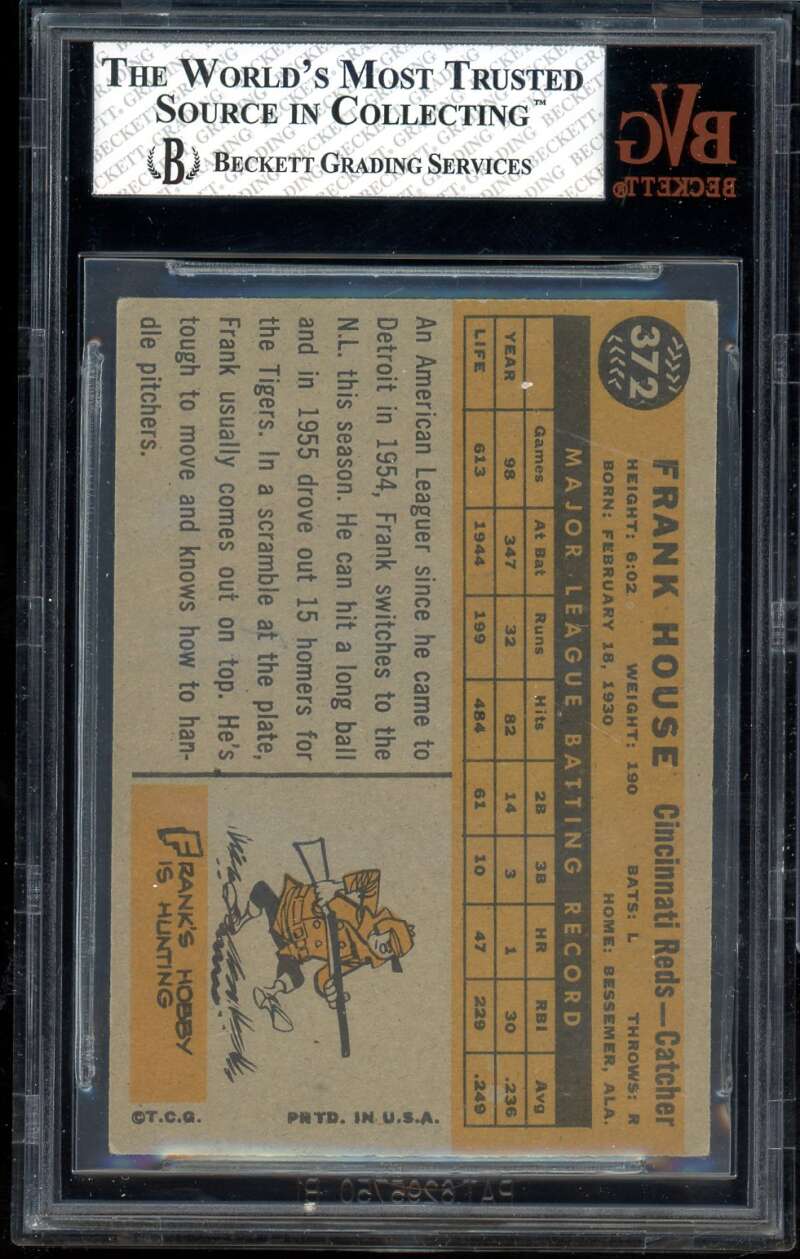 THE WORLD'S MOST TRUSTED
SOURCE IN COLLECTING™
B BECKETT GRADING SERVICES
BVG
BECKETT®
372
FRANK HOUSE Cincinnati Reds—Catcher
HEIGHT: 6:02 WEIGHT: 190 BATS: L THROWS: R
BORN: FEBRUARY 18, 1930 HOME: BESSEMER, ALA.
MAJOR LEAGUE BATTING RECORD
Games At Bat Runs Hits 2B 3B HR RBI Avg
YEAR 98 347 32 82 14 3 1 30 .236
LIFE 613 1944 199 484 61 10 47 229 .249
An American Leaguer since he came to
Detroit in 1954, Frank switches to the
N.L. this season. He can hit a long ball
and in 1955 drove out 15 homers for
the Tigers. In a scramble at the plate,
Frank usually comes out on top. He's
tough to move and knows how to han-
dle pitchers.
FRANK'S HOBBY
IS HUNTING
©T.C.G. PRTD. IN U.S.A.